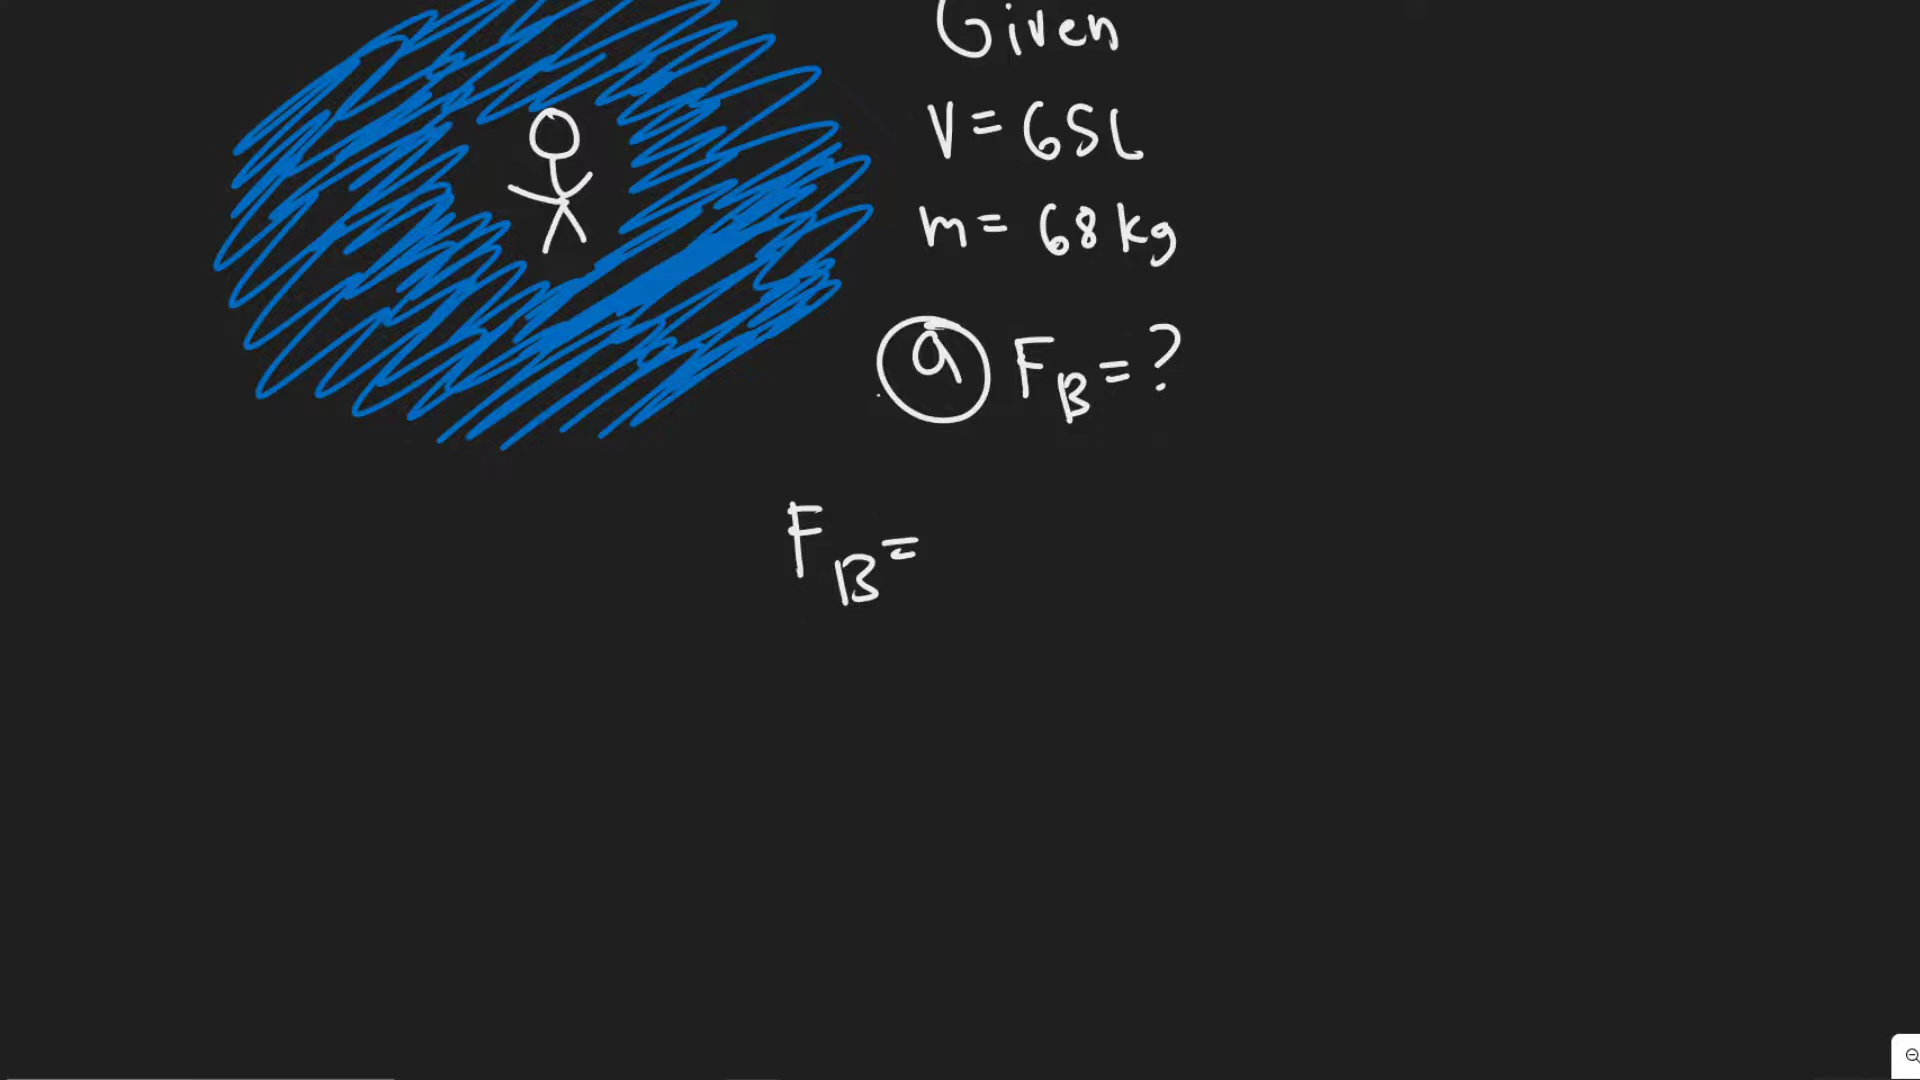 Given
V = 65L
m = 68 kg
a F_B = ?
F_B =